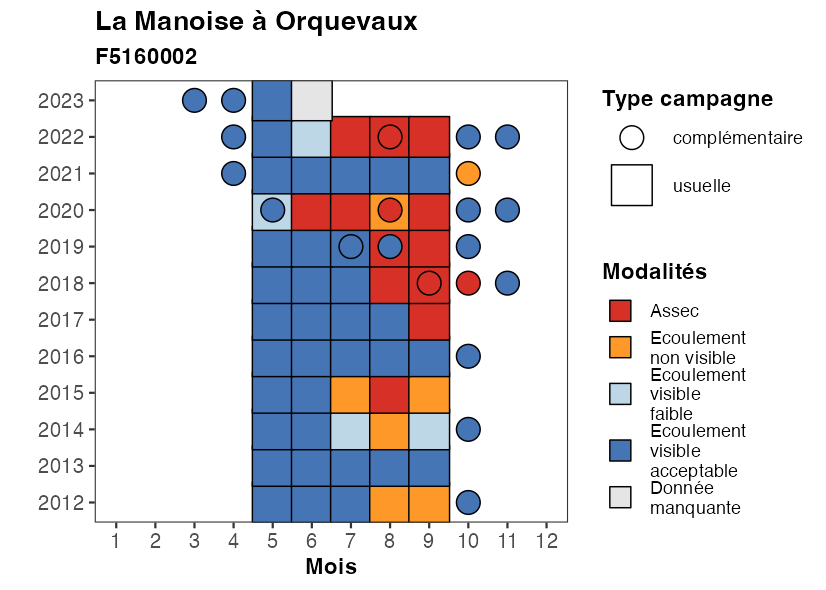 La Manoise à Orquevaux
F5160002
2023
2022
2021
2020
2019
2018
2017
2016
2015
2014
2013
2012
1 2 3 4 5 6 7 8 9 10 11 12
Mois
Type campagne
complémentaire
usuelle
Modalités
Assec
Ecoulement
non visible
Ecoulement
visible
faible
Ecoulement
visible
acceptable
Donnée
manquante